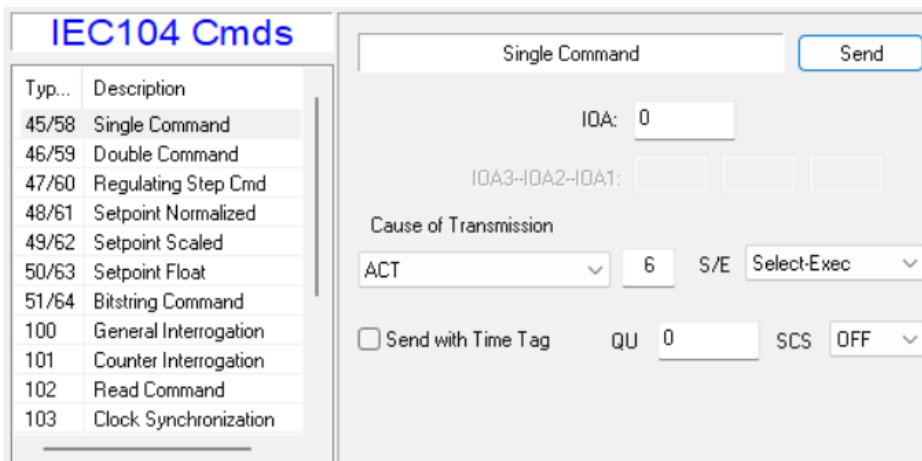 IEC104 Cmds
Typ... Description
45/58 Single Command
46/59 Double Command
47/60 Regulating Step Cmd
48/61 Setpoint Normalized
49/62 Setpoint Scaled
50/63 Setpoint Float
51/64 Bitstring Command
100 General Interrogation
101 Counter Interrogation
102 Read Command
103 Clock Synchronization
Single Command Send
IOA: 0
IOA3--IOA2--IOA1:
Cause of Transmission
ACT 6 S/E Select-Exec
Send with Time Tag QU 0 SCS OFF